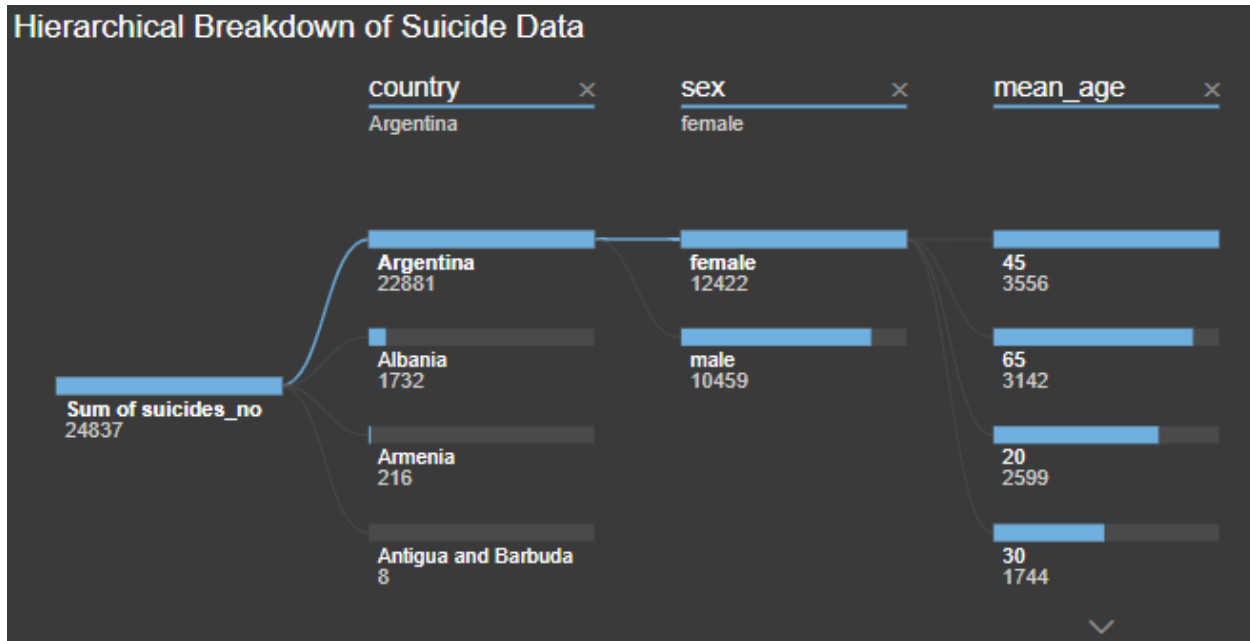 Hierarchical Breakdown of Suicide Data
country
Argentina
sex
female
mean_age
Sum of suicides_no
24837
Argentina
22881
Albania
1732
Armenia
216
Antigua and Barbuda
8
female
12422
male
10459
45
3556
65
3142
20
2599
30
1744